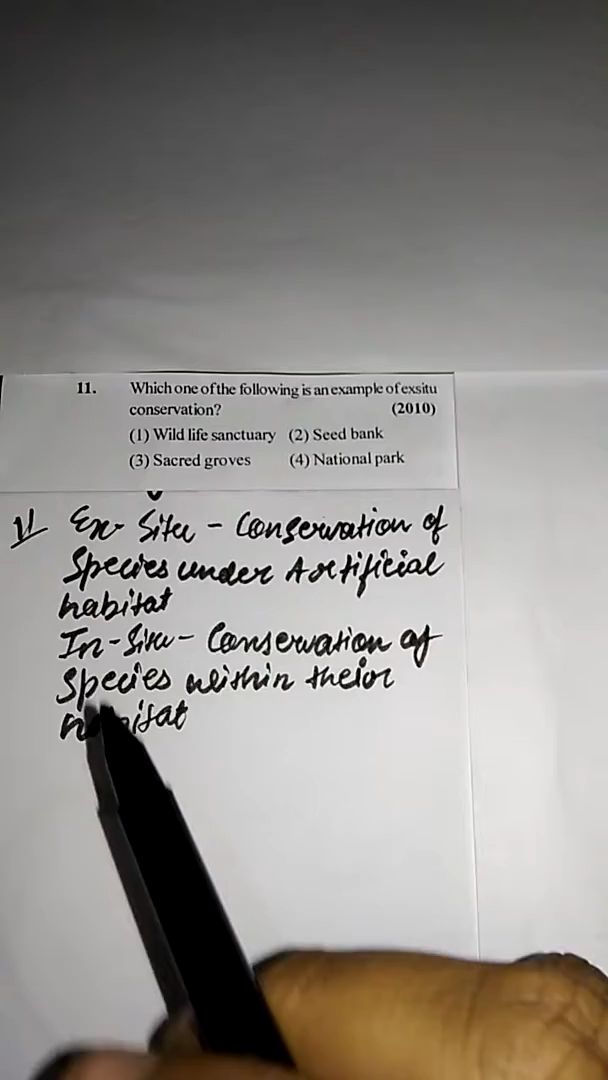 11. Which one of the following is an example of exsitu
conservation? (2010)
(1) Wild life sanctuary (2) Seed bank
(3) Sacred groves (4) National park
11 Ex-Situ - Conservation of
Species under Artificial
habitat
In-Situ - Conservation of
Species within their
habitat